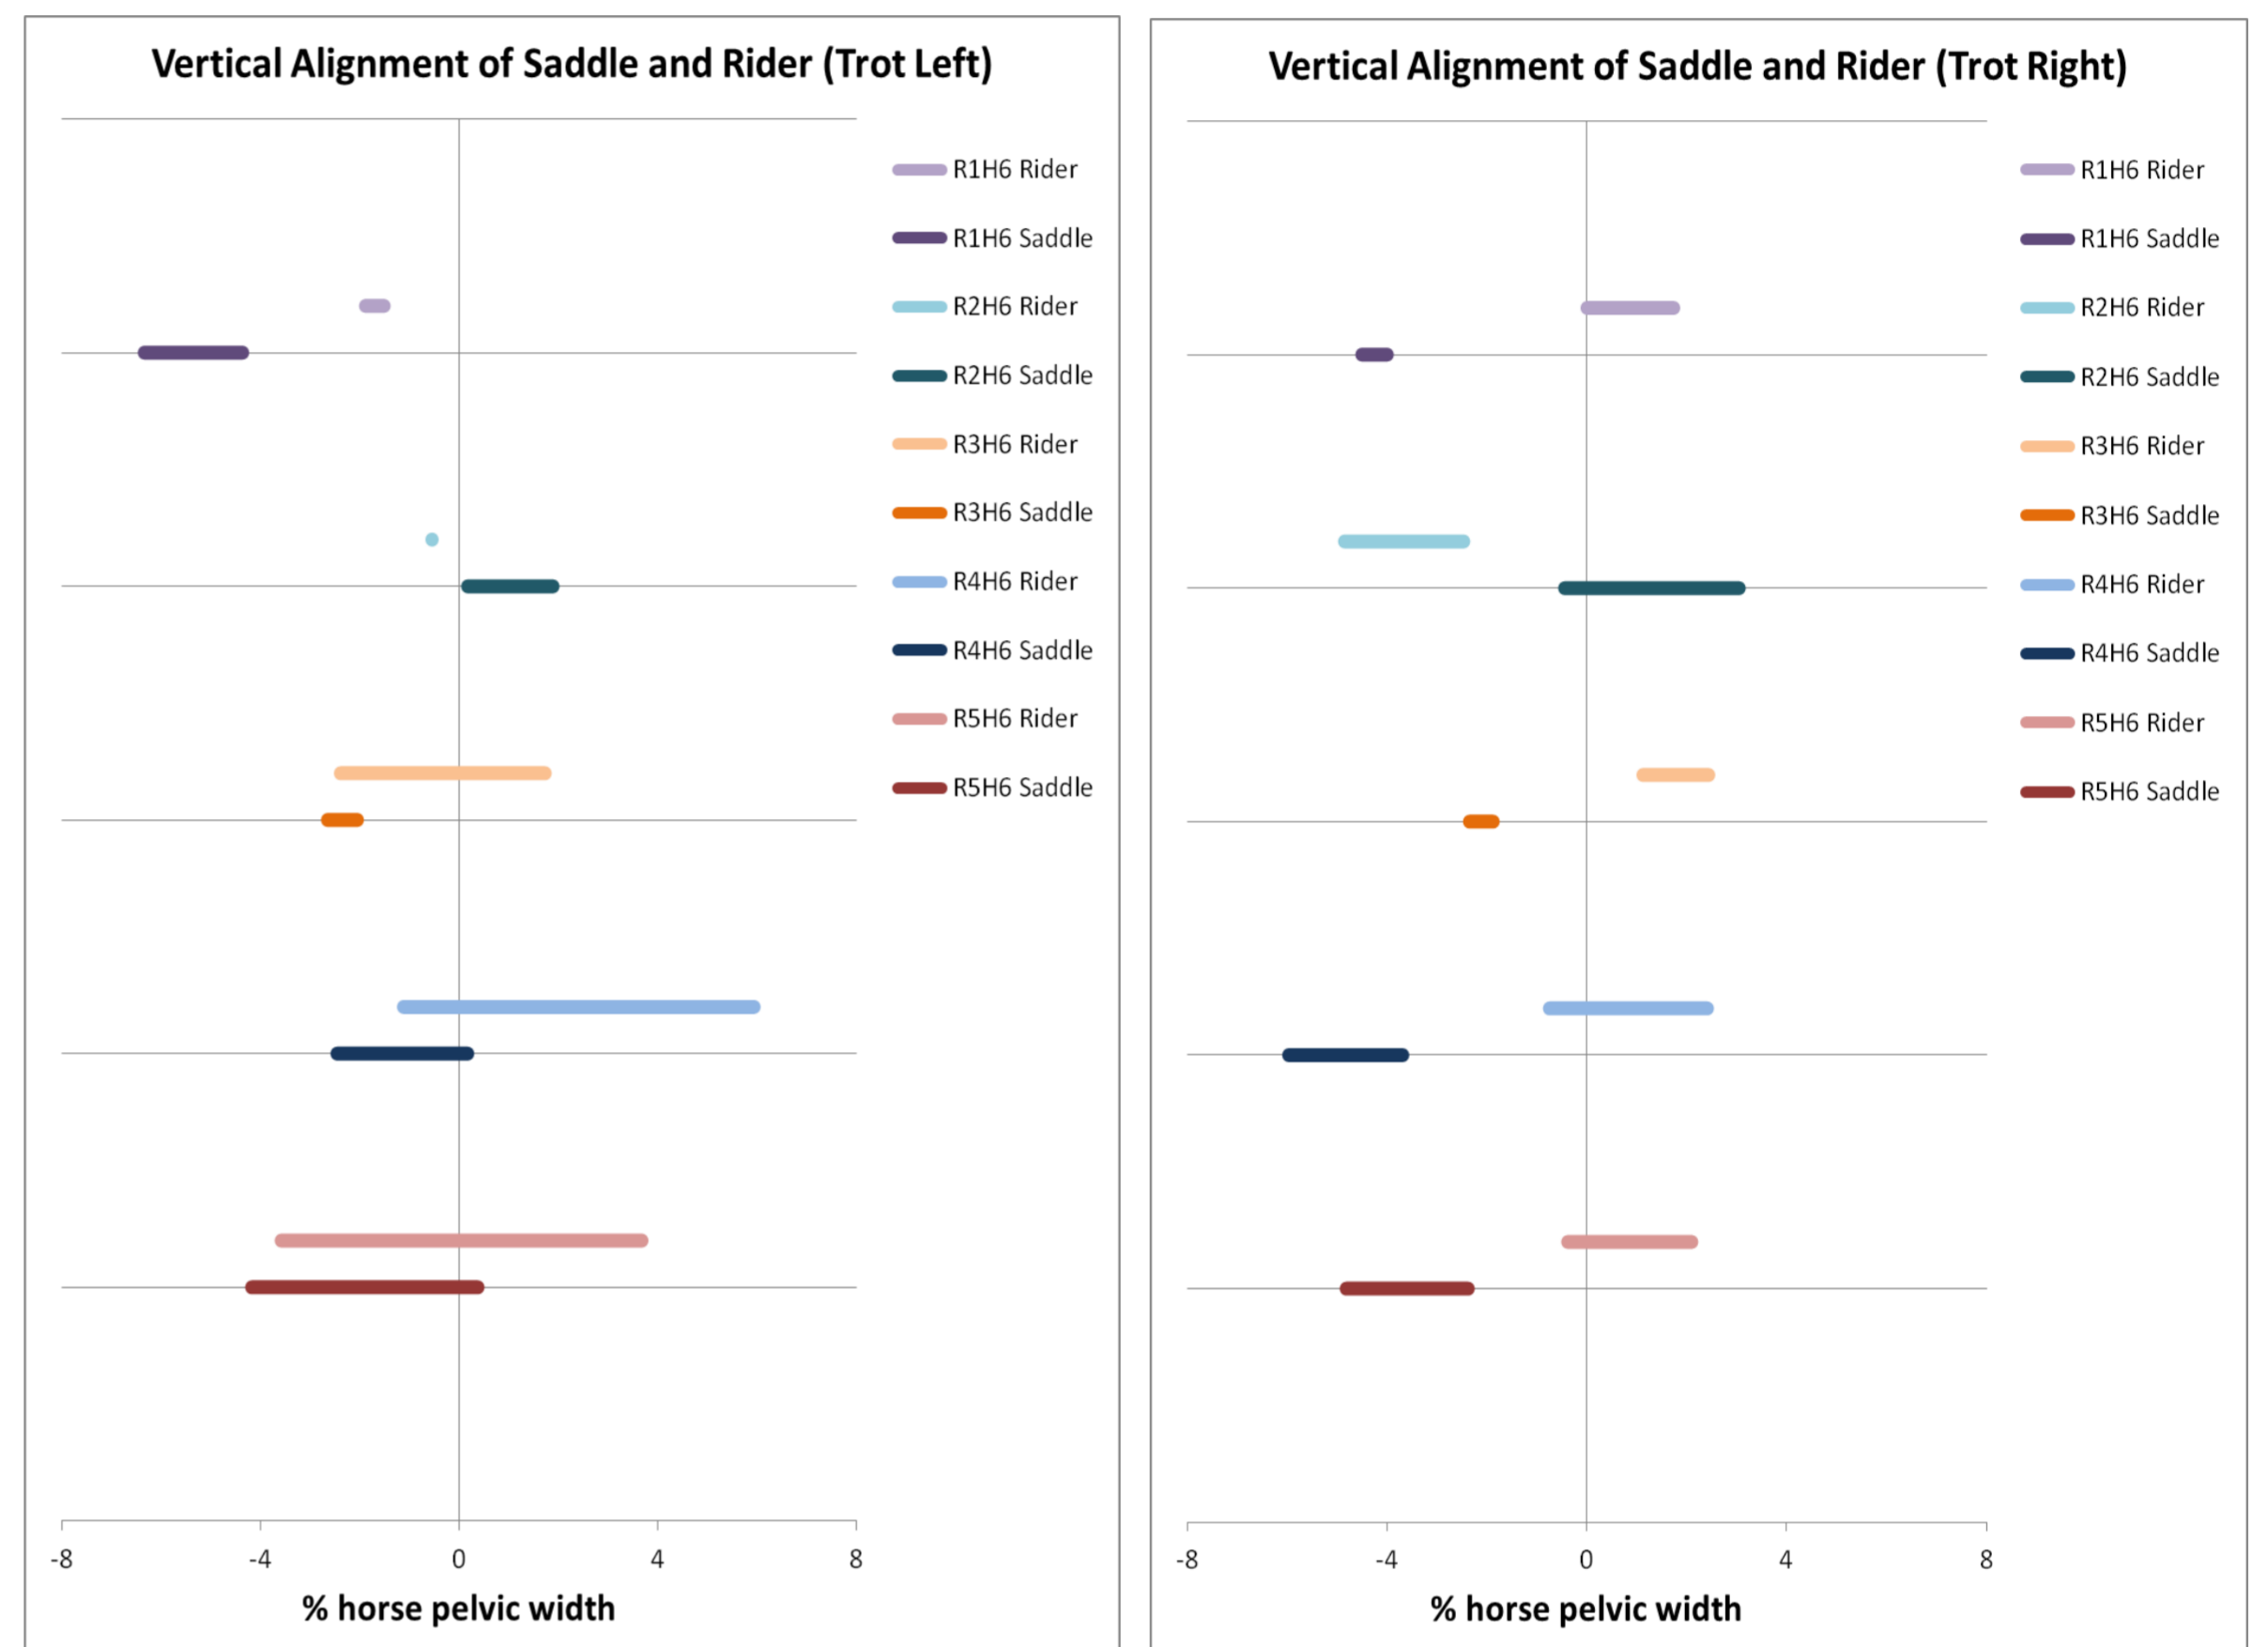 Vertical Alignment of Saddle and Rider (Trot Left)
R1H6 Rider
R1H6 Saddle
R2H6 Rider
R2H6 Saddle
R3H6 Rider
R3H6 Saddle
R4H6 Rider
R4H6 Saddle
R5H6 Rider
R5H6 Saddle
-8 -4 0 4 8
% horse pelvic width
Vertical Alignment of Saddle and Rider (Trot Right)
R1H6 Rider
R1H6 Saddle
R2H6 Rider
R2H6 Saddle
R3H6 Rider
R3H6 Saddle
R4H6 Rider
R4H6 Saddle
R5H6 Rider
R5H6 Saddle
-8 -4 0 4 8
% horse pelvic width